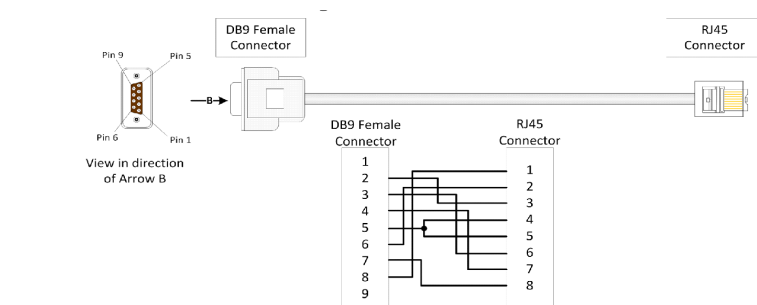 DB9 Female
Connector
RJ45
Connector
Pin 9
Pin 5
B
Pin 6
Pin 1
View in direction
of Arrow B
DB9 Female
Connector
RJ45
Connector
1
2
3
4
5
6
7
8
9
1
2
3
4
5
6
7
8